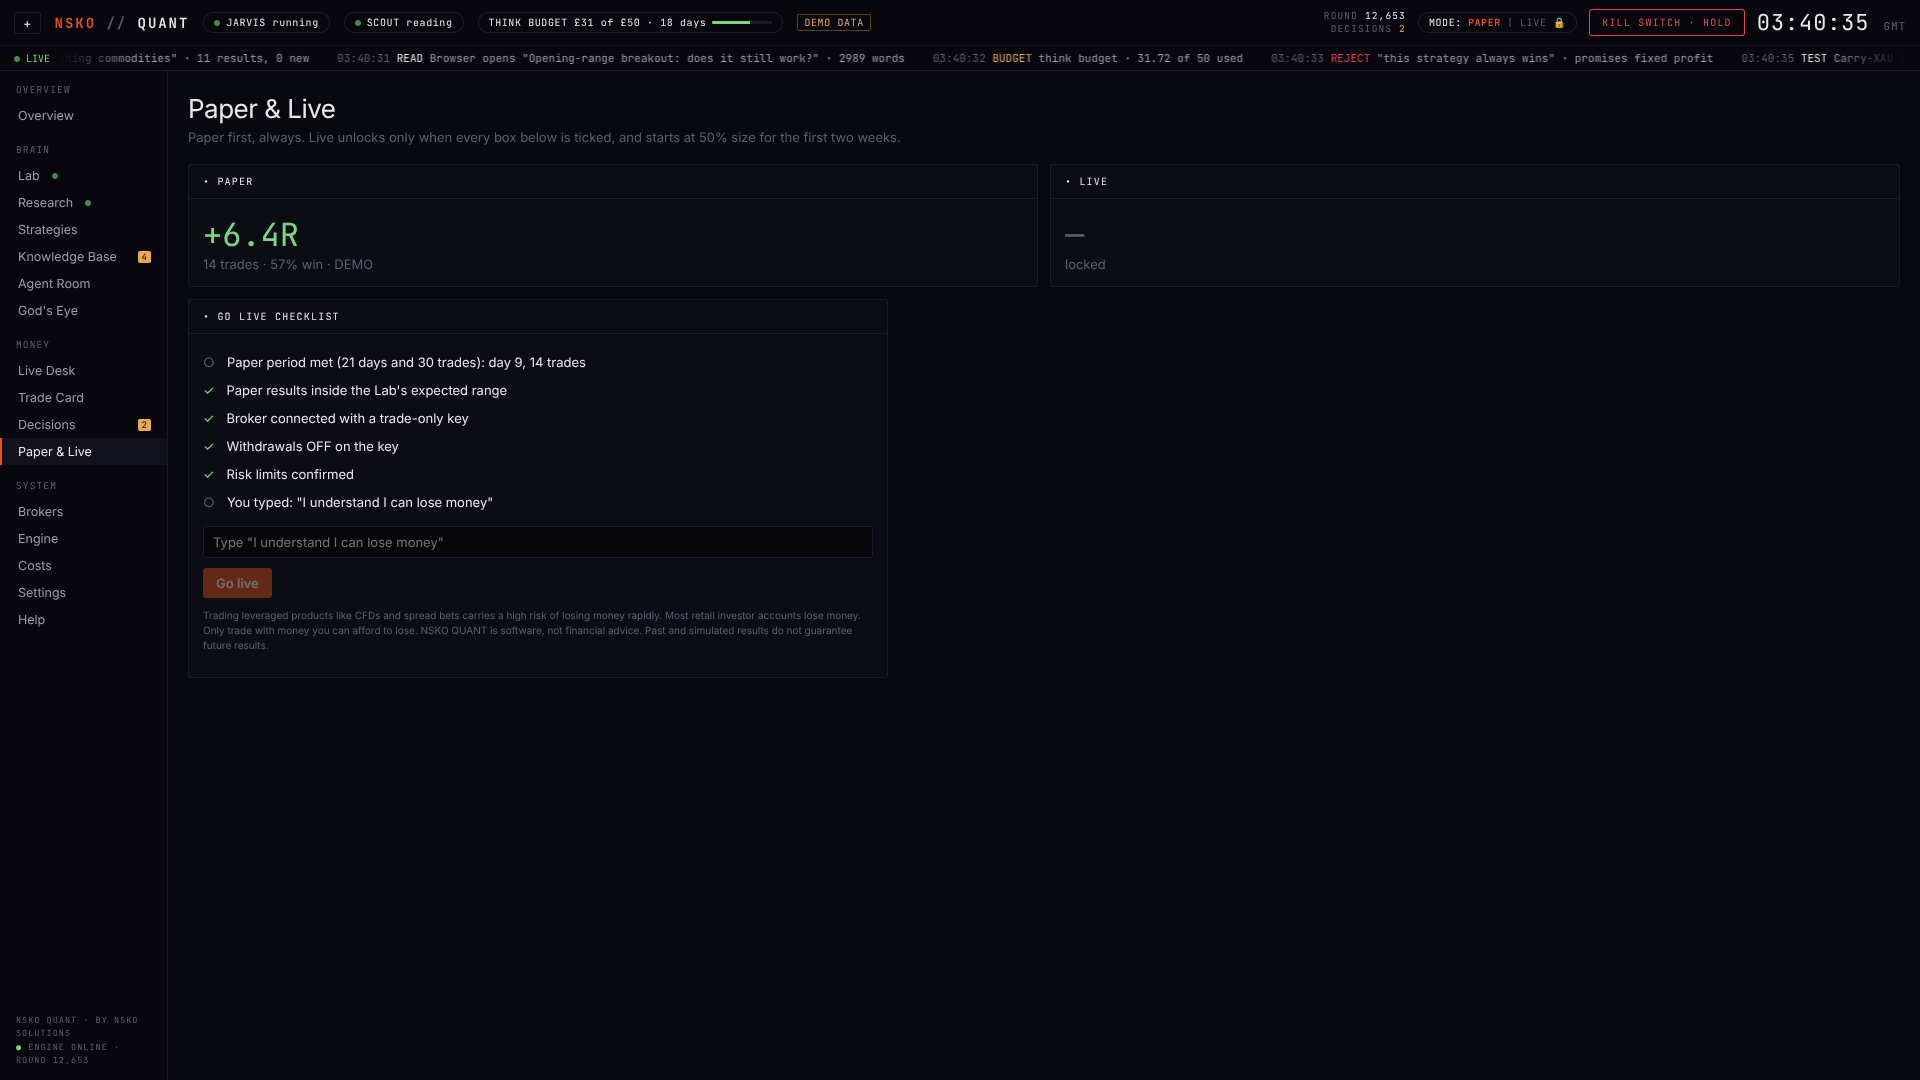 +
NSKO // QUANT
JARVIS running
SCOUT reading
THINK BUDGET £31 of £50 · 18 days
DEMO DATA
ROUND 12,653
DECISIONS 2
MODE: PAPER | LIVE 🔒
KILL SWITCH · HOLD
03:40:35 GMT
LIVE
commodities" · 11 results, 0 new
03:40:31 READ Browser opens "Opening-range breakout: does it still work?" · 2989 words
03:40:32 BUDGET think budget · 31.72 of 50 used
03:40:33 REJECT "this strategy always wins" · promises fixed profit
03:40:35 TEST Carry-XAU
OVERVIEW
Overview
BRAIN
Lab
Research
Strategies
Knowledge Base 4
Agent Room
God's Eye
MONEY
Live Desk
Trade Card
Decisions 2
Paper & Live
SYSTEM
Brokers
Engine
Costs
Settings
Help
NSKO QUANT · BY NSKO
SOLUTIONS
ENGINE ONLINE ·
ROUND 12,653
Paper & Live
Paper first, always. Live unlocks only when every box below is ticked, and starts at 50% size for the first two weeks.
• PAPER
+6.4R
14 trades · 57% win · DEMO
• LIVE
—
locked
• GO LIVE CHECKLIST
Paper period met (21 days and 30 trades): day 9, 14 trades
✓ Paper results inside the Lab's expected range
✓ Broker connected with a trade-only key
✓ Withdrawals OFF on the key
✓ Risk limits confirmed
You typed: "I understand I can lose money"
Type "I understand I can lose money"
Go live
Trading leveraged products like CFDs and spread bets carries a high risk of losing money rapidly. Most retail investor accounts lose money.
Only trade with money you can afford to lose. NSKO QUANT is software, not financial advice. Past and simulated results do not guarantee
future results.